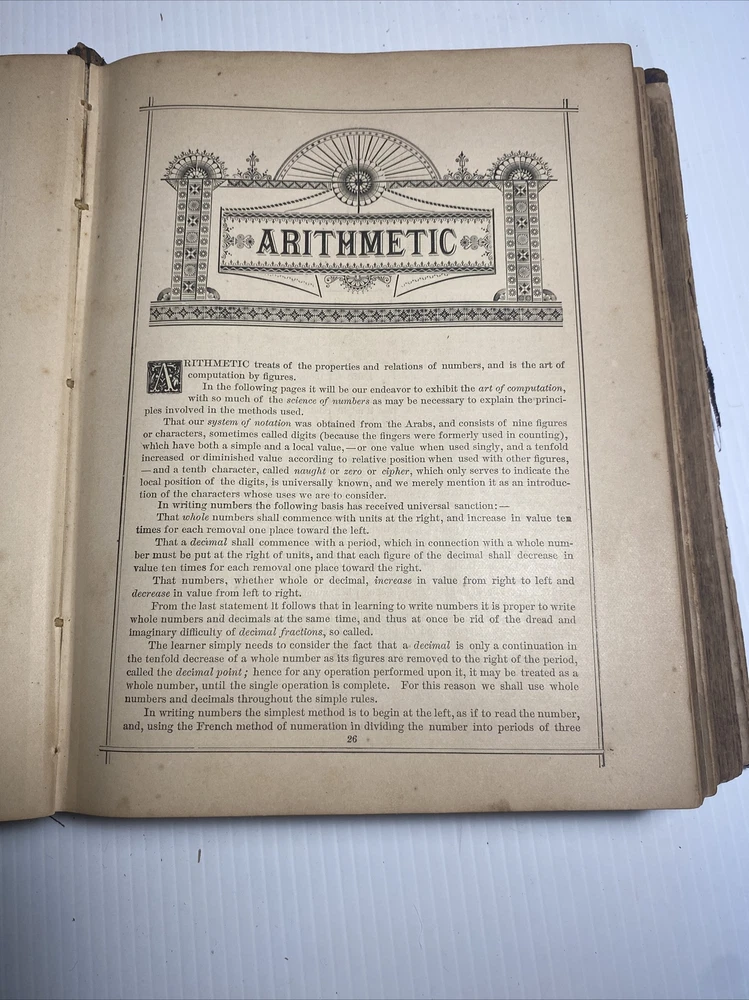 ARITHMETIC
ARITHMETIC treats of the properties and relations of numbers, and is the art of
computation by figures.
In the following pages it will be our endeavor to exhibit the art of computation,
with so much of the science of numbers as may be necessary to explain the princi-
ples involved in the methods used.
That our system of notation was obtained from the Arabs, and consists of nine figures
or characters, sometimes called digits (because the fingers were formerly used in counting),
which have both a simple and a local value,—or one value when used singly, and a tenfold
increased or diminished value according to relative position when used with other figures,
—and a tenth character, called naught or zero or cipher, which only serves to indicate the
local position of the digits, is universally known, and we merely mention it as an introduc-
tion of the characters whose uses we are to consider.
In writing numbers the following basis has received universal sanction:—
That whole numbers shall commence with units at the right, and increase in value ten
times for each removal one place toward the left.
That a decimal shall commence with a period, which in connection with a whole num-
ber must be put at the right of units, and that each figure of the decimal shall decrease in
value ten times for each removal one place toward the right.
That numbers, whether whole or decimal, increase in value from right to left and
decrease in value from left to right.
From the last statement it follows that in learning to write numbers it is proper to write
whole numbers and decimals at the same time, and thus at once be rid of the dread and
imaginary difficulty of decimal fractions, so called.
The learner simply needs to consider the fact that a decimal is only a continuation in
the tenfold decrease of a whole number as its figures are removed to the right of the period,
called the decimal point; hence for any operation performed upon it, it may be treated as a
whole number, until the single operation is complete. For this reason we shall use whole
numbers and decimals throughout the simple rules.
In writing numbers the simplest method is to begin at the left, as if to read the number,
and, using the French method of numeration in dividing the number into periods of three
26